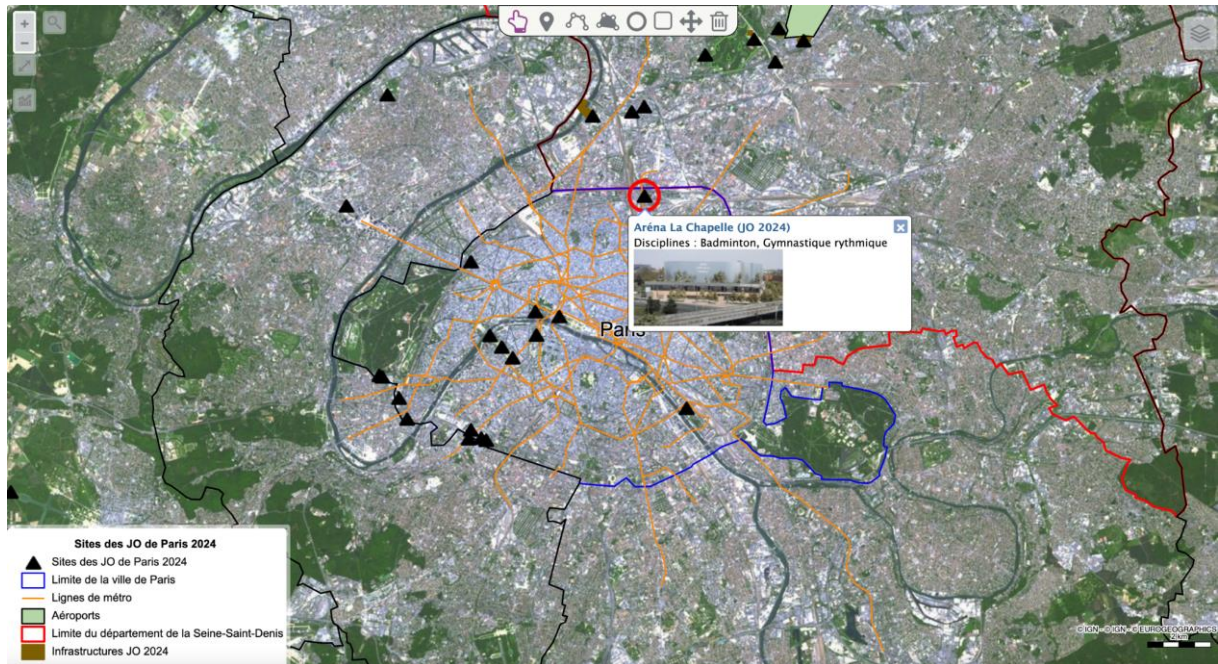 Aréna La Chapelle (JO 2024)
Disciplines : Badminton, Gymnastique rythmique
Paris
Sites des JO de Paris 2024
Sites des JO de Paris 2024
Limite de la ville de Paris
Lignes de métro
Aéroports
Limite du département de la Seine-Saint-Denis
Infrastructures JO 2024
© IGN - © IGN - © EUROGEOGRAPHICS
2 km